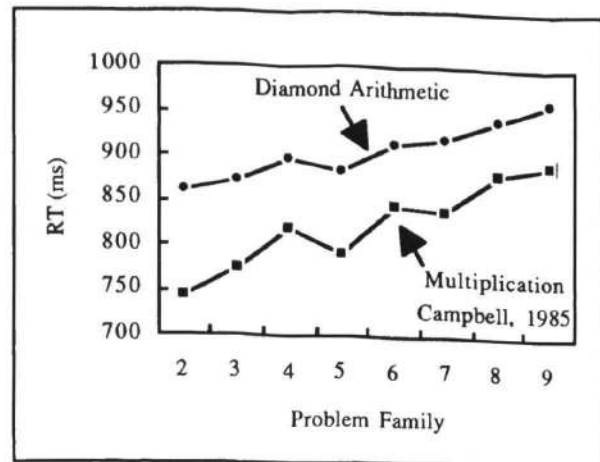 1000
950
900
850
800
750
700
RT (ms)
Diamond Arithmetic
Multiplication
Campbell, 1985
2 3 4 5 6 7 8 9
Problem Family